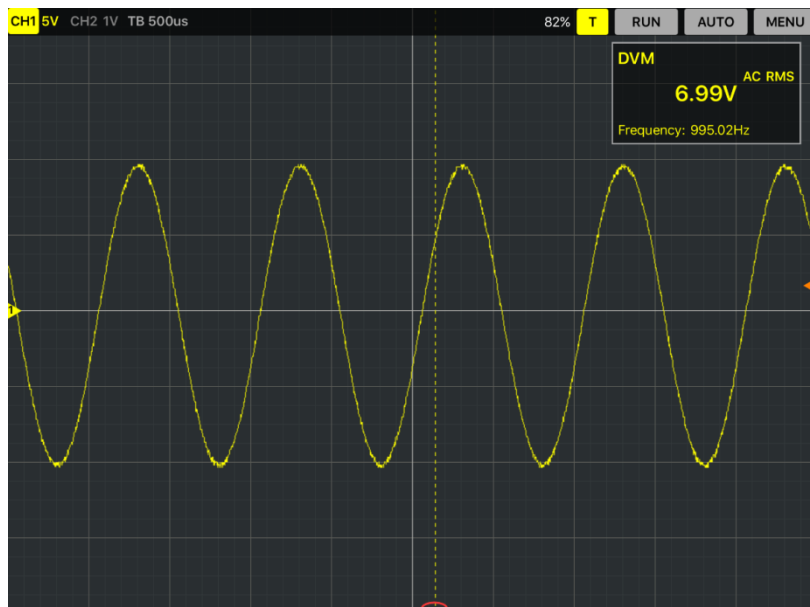 CH1 5V CH2 1V TB 500us 82% T RUN AUTO MENU
DVM
AC RMS
6.99V
Frequency: 995.02Hz
1